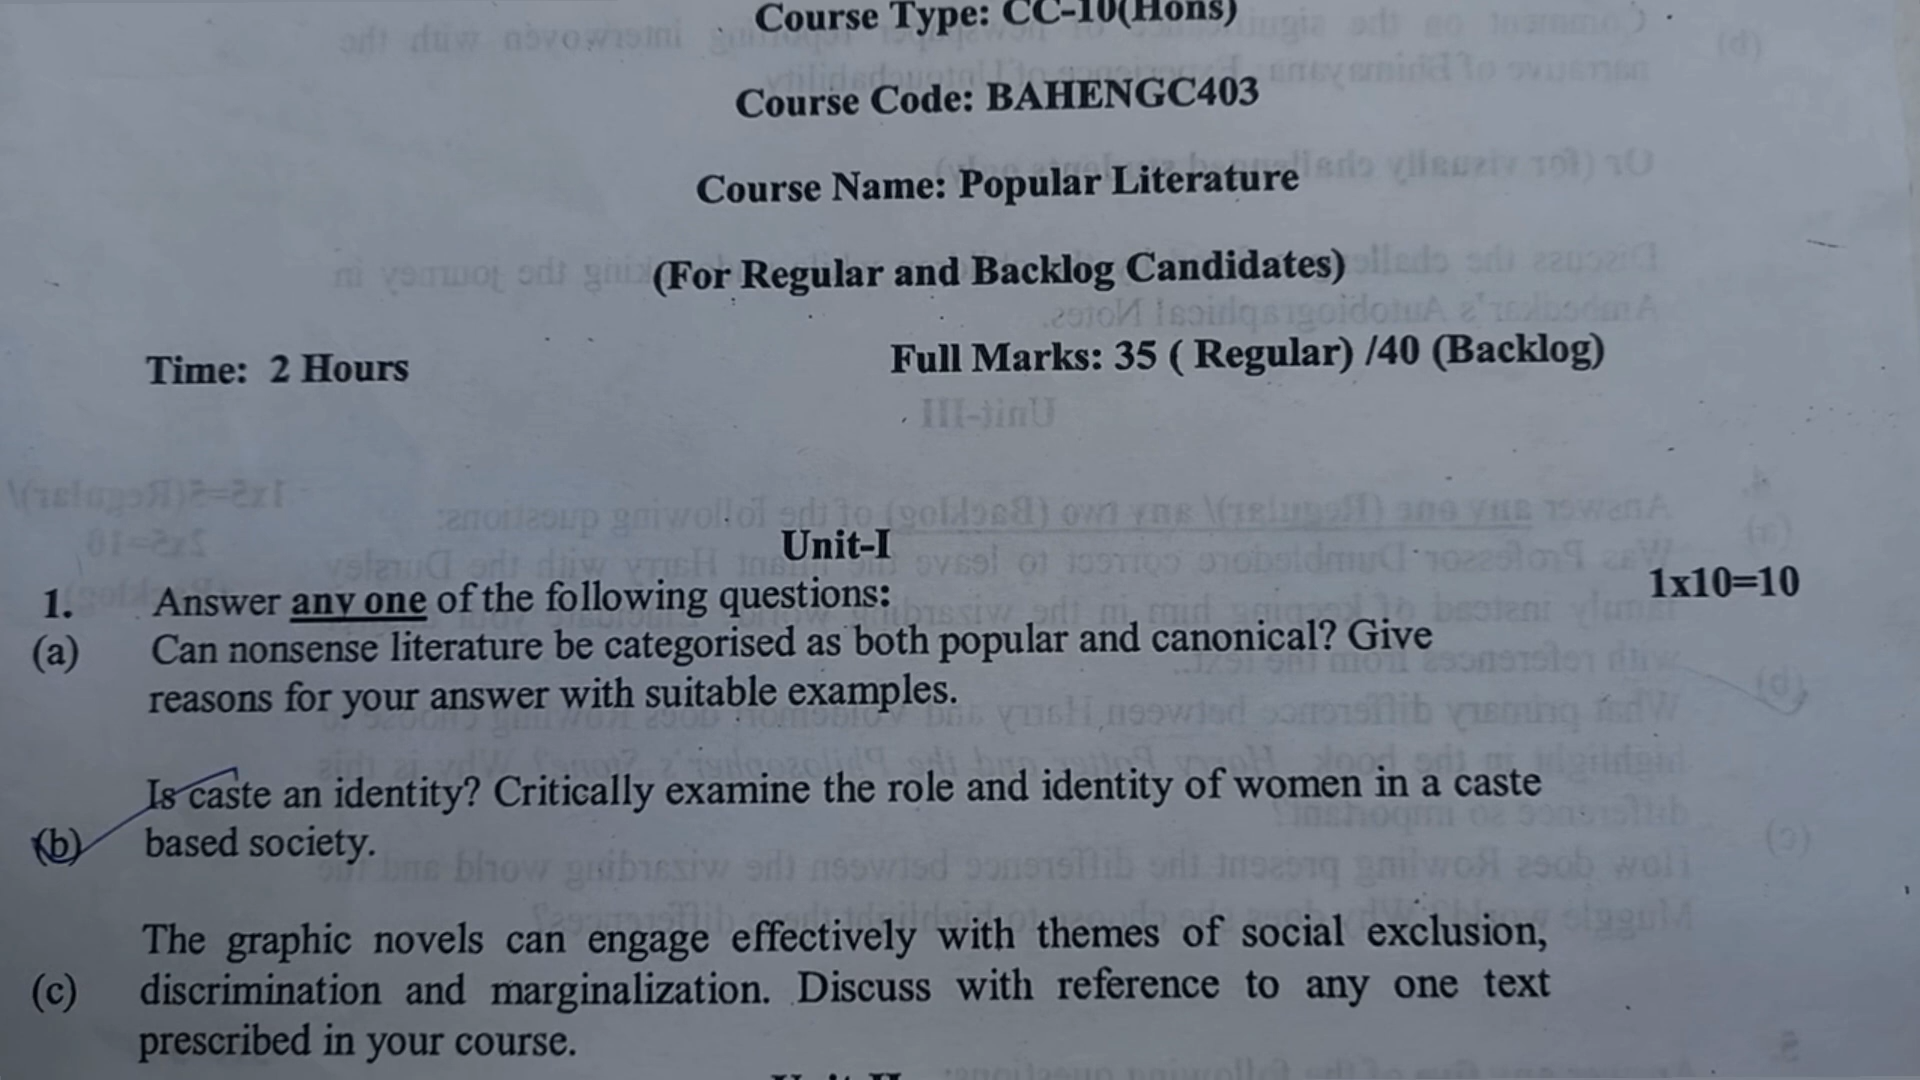 Course Type: CC-10(Hons)
Course Code: BAHENGC403
Course Name: Popular Literature
(For Regular and Backlog Candidates)
Time: 2 Hours
Full Marks: 35 ( Regular) /40 (Backlog)
Unit-I
1. Answer any one of the following questions: 1x10=10
(a) Can nonsense literature be categorised as both popular and canonical? Give
reasons for your answer with suitable examples.
Is caste an identity? Critically examine the role and identity of women in a caste
(b) based society.
The graphic novels can engage effectively with themes of social exclusion,
(c) discrimination and marginalization. Discuss with reference to any one text
prescribed in your course.